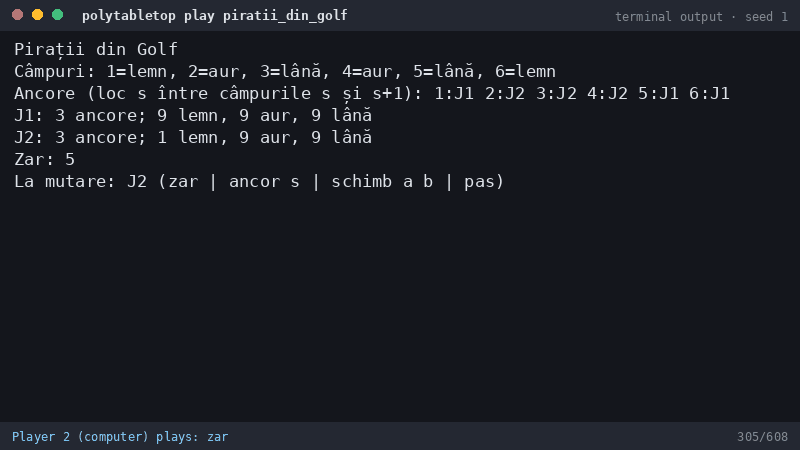 polytabletop play piratii_din_golf
terminal output · seed 1
Pirații din Golf
Câmpuri: 1=lemn, 2=aur, 3=lână, 4=aur, 5=lână, 6=lemn
Ancore (loc s între câmpurile s și s+1): 1:J1 2:J2 3:J2 4:J2 5:J1 6:J1
J1: 3 ancore; 9 lemn, 9 aur, 9 lână
J2: 3 ancore; 1 lemn, 9 aur, 9 lână
Zar: 5
La mutare: J2 (zar | ancor s | schimb a b | pas)
Player 2 (computer) plays: zar
305/608